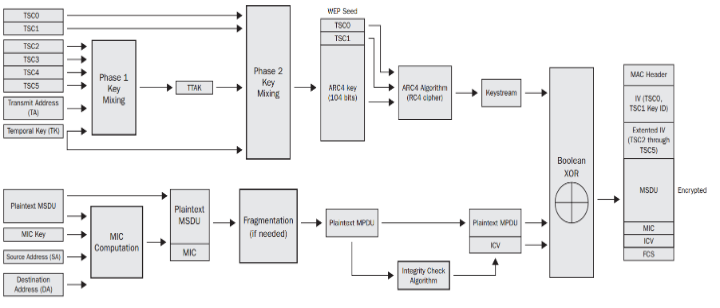 TSC0
TSC1
TSC2
TSC3
TSC4
TSC5
Transmit Address
(TA)
Temporal Key (TK)
Phase 1
Key
Mixing
TTAK
Phase 2
Key
Mixing
WEP Seed
TSC0
TSC1
ARC4 key
(104 bits)
ARC4 Algorithm
(RC4 cipher)
Keystream
Plaintext MSDU
MIC Key
Source Address (SA)
Destination
Address (DA)
MIC
Computation
Plaintext
MSDU
MIC
Fragmentation
(if needed)
Plaintext MPDU
Integrity Check
Algorithm
Plaintext MPDU
ICV
Boolean
XOR
MAC Header
IV (TSC0,
TSC1 Key ID)
Extented IV
(TSC2 through
TSC5)
MSDU
MIC
ICV
FCS
Encrypted